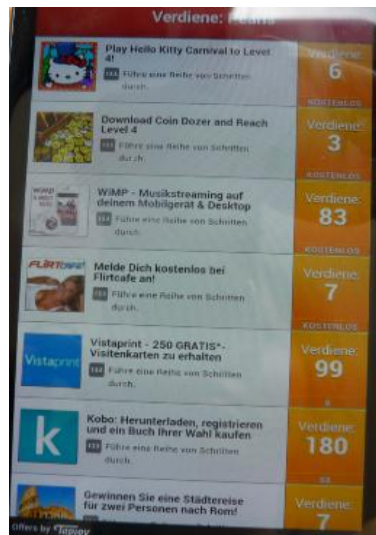 Verdiene: Pearls
Play Hello Kitty Carnival to Level
4!
Führe eine Reihe von Schritten
durch.
Verdiene:
6
KOSTENLOS
Download Coin Dozer and Reach
Level 4
Führe eine Reihe von Schritten
durch.
Verdiene:
3
KOSTENLOS
WiMP
WiMP - Musikstreaming auf
deinem Mobilgerät & Desktop
Führe eine Reihe von Schritten
durch.
Verdiene:
83
KOSTENLOS
FLiRTCAFE
Melde Dich kostenlos bei
Flirtcafe an!
Führe eine Reihe von Schritten
durch.
Verdiene:
7
KOSTENLOS
Vistaprint
Vistaprint - 250 GRATIS*-
Visitenkarten zu erhalten
Führe eine Reihe von Schritten
durch.
Verdiene:
99
k
Kobo: Herunterladen, registrieren
und ein Buch Ihrer Wahl kaufen
Führe eine Reihe von Schritten
durch.
Verdiene:
180
Gewinnen Sie eine Städtereise
für zwei Personen nach Rom!
Verdiene:
7
Offers by Tapjoy